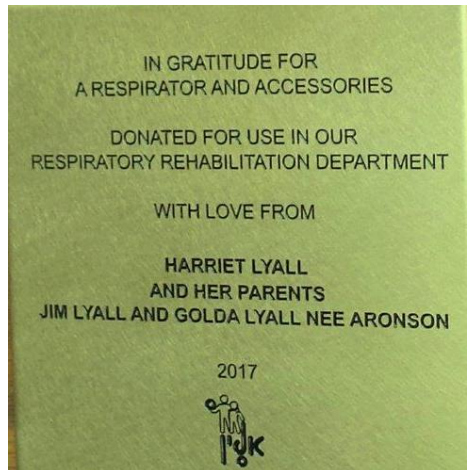 IN GRATITUDE FOR
A RESPIRATOR AND ACCESSORIES
DONATED FOR USE IN OUR
RESPIRATORY REHABILITATION DEPARTMENT
WITH LOVE FROM
HARRIET LYALL
AND HER PARENTS
JIM LYALL AND GOLDA LYALL NEE ARONSON
2017